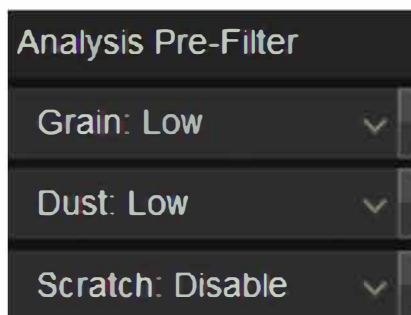 Analysis Pre-Filter
Grain: Low
Dust: Low
Scratch: Disable